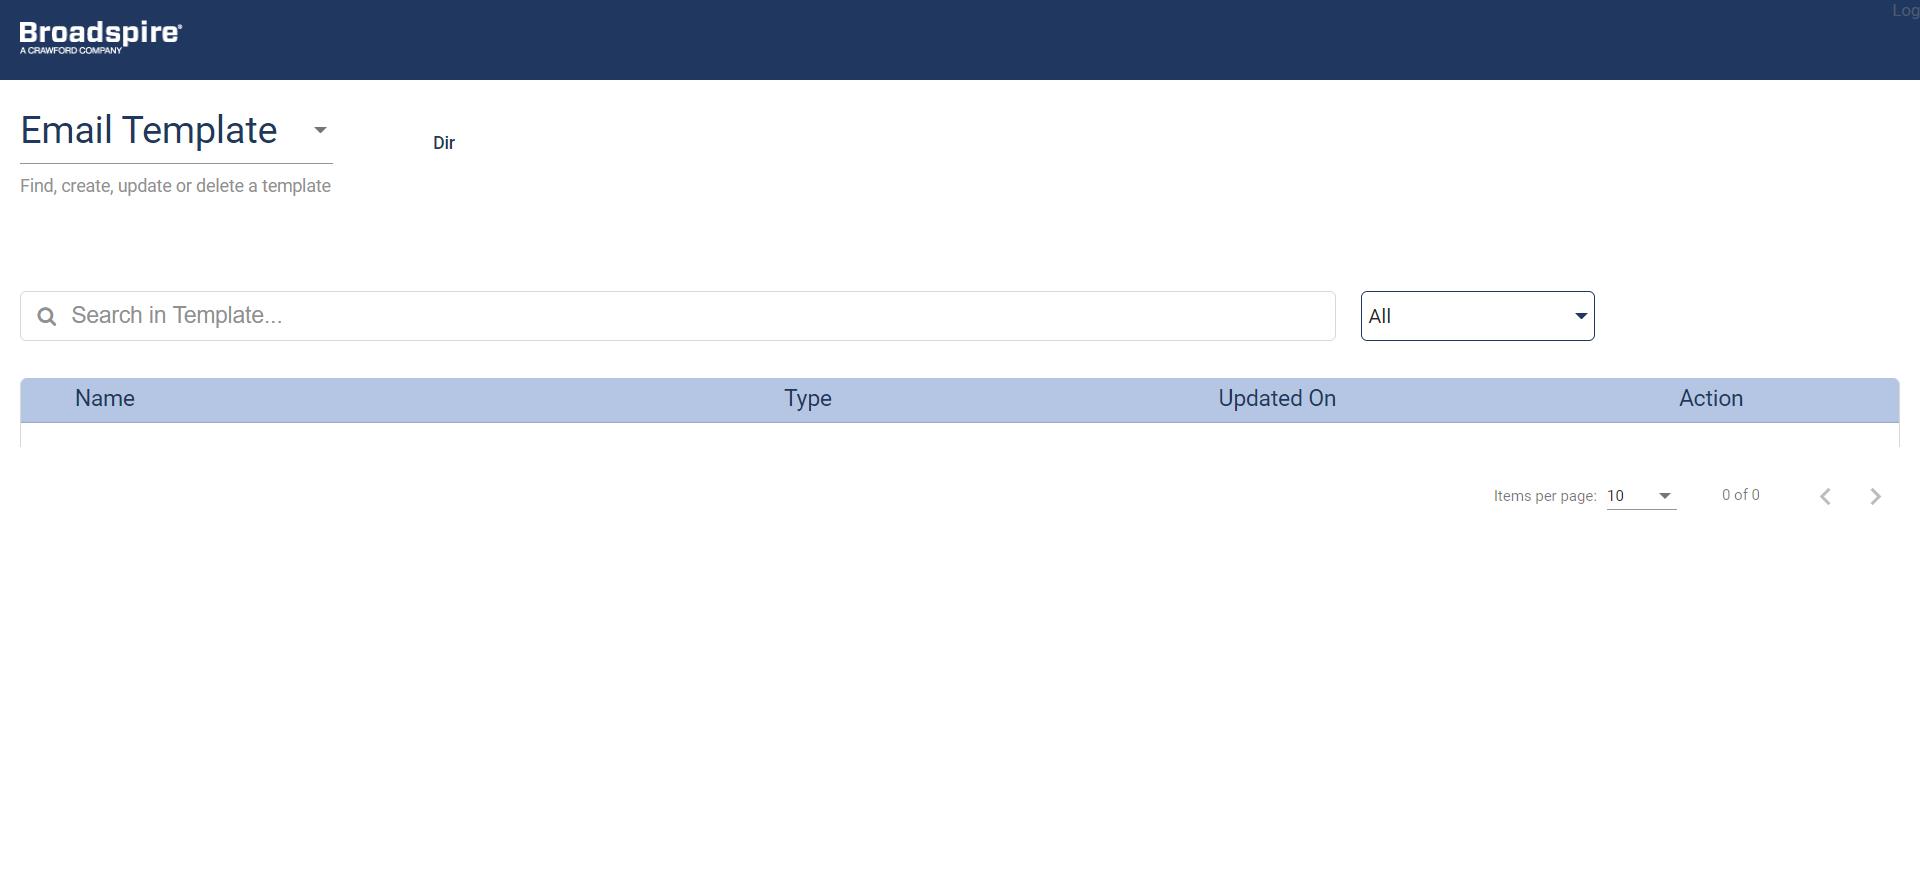 Log
Broadspire®
A CRAWFORD COMPANY
Email Template
Dir
Find, create, update or delete a template
Search in Template...
All
Name Type Updated On Action
Items per page: 10 0 of 0